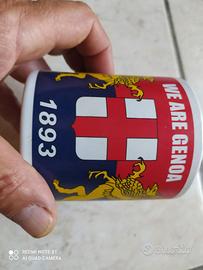 WE ARE GENOA
1893
REDMI NOTE 8T
AI QUAD CAMERA